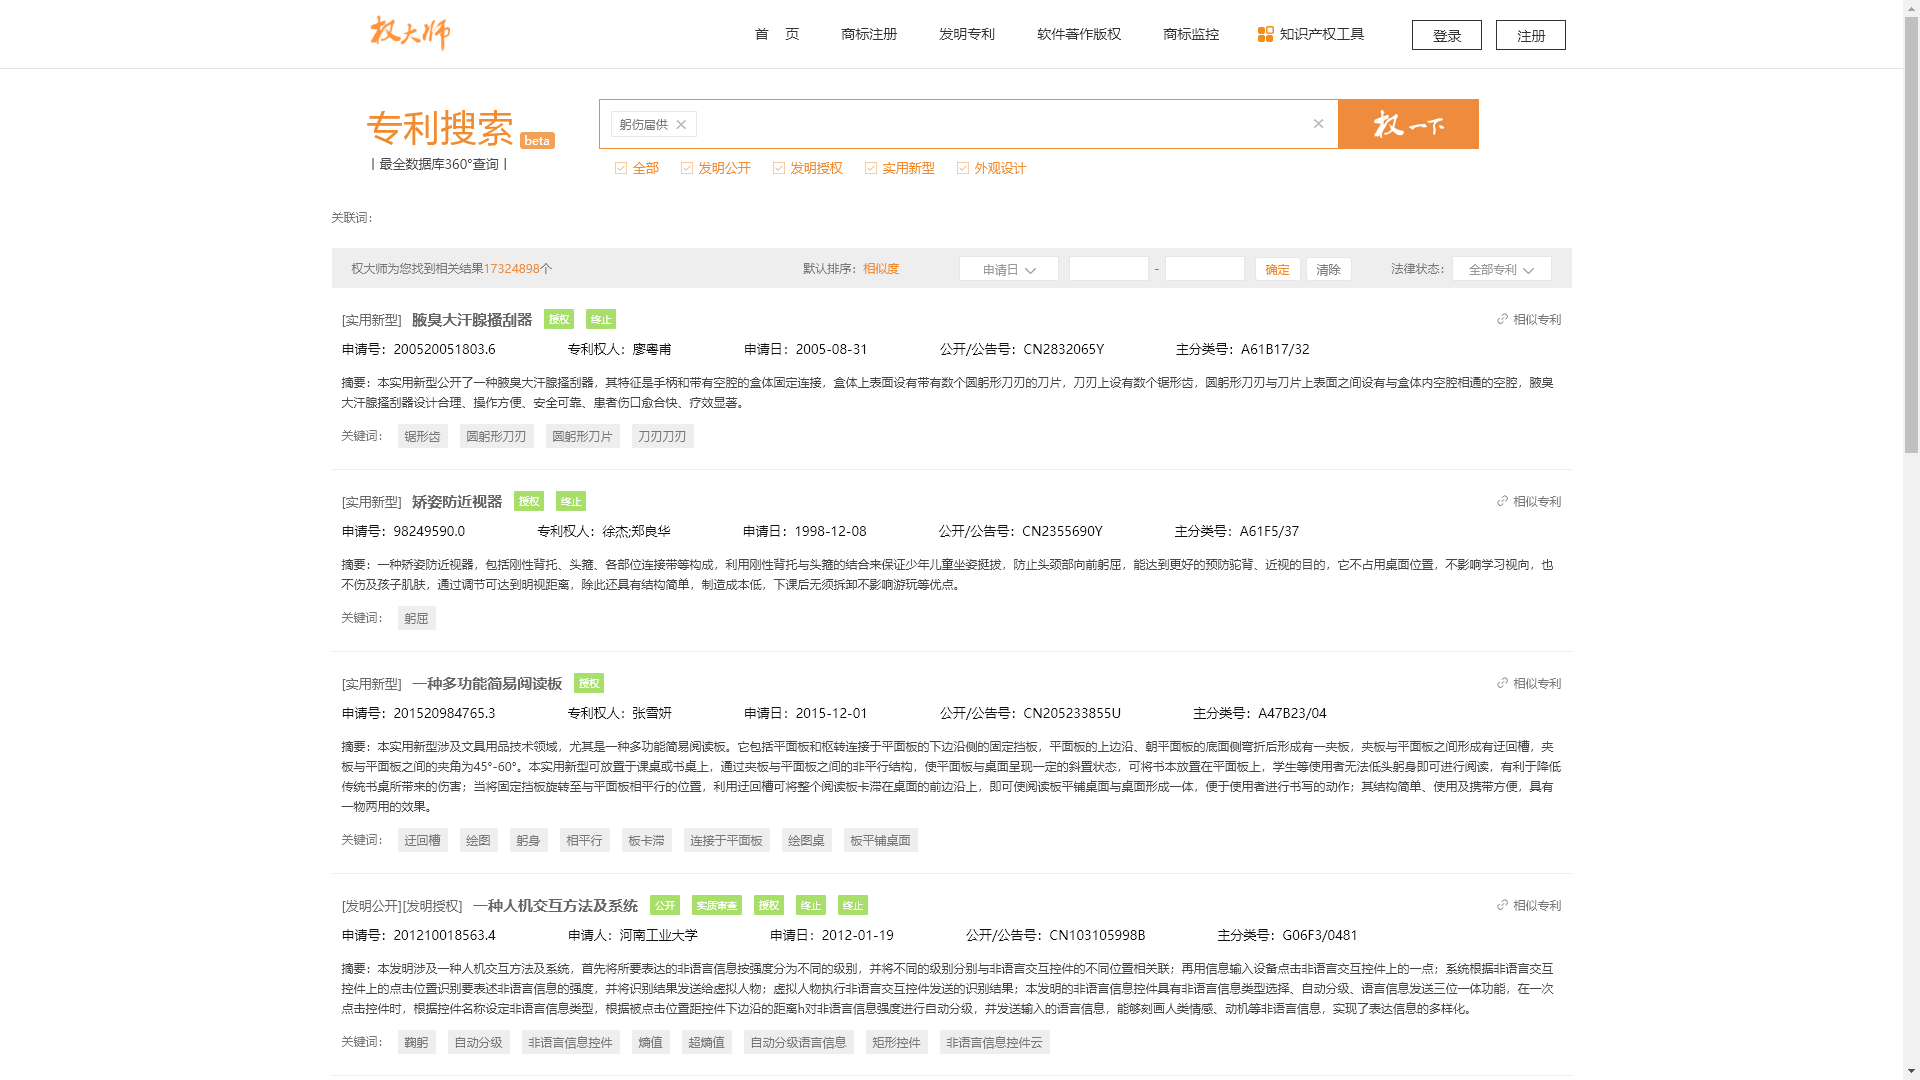 权大师
首 页 商标注册 发明专利 软件著作版权 商标监控 知识产权工具 登录 注册
专利搜索 beta
丨最全数据库360°查询丨
躬伤届供
权一下
全部 发明公开 发明授权 实用新型 外观设计
关联词：
权大师为您找到相关结果17324898个 默认排序：相似度 申请日 - 确定 清除 法律状态： 全部专利
[实用新型] 腋臭大汗腺搔刮器 授权 终止 相似专利
申请号：200520051803.6 专利权人：廖粤甫 申请日：2005-08-31 公开/公告号：CN2832065Y 主分类号：A61B17/32
摘要：本实用新型公开了一种腋臭大汗腺搔刮器，其特征是手柄和带有空腔的盒体固定连接，盒体上表面设有带有数个圆躬形刀刃的刀片，刀刃上设有数个锯形齿，圆躬形刀刃与刀片上表面之间设有与盒体内空腔相通的空腔，腋臭
大汗腺搔刮器设计合理、操作方便、安全可靠、患者伤口愈合快、疗效显著。
关键词： 锯形齿 圆躬形刀刃 圆躬形刀片 刀刃刀刃
[实用新型] 矫姿防近视器 授权 终止 相似专利
申请号：98249590.0 专利权人：徐杰;郑良华 申请日：1998-12-08 公开/公告号：CN2355690Y 主分类号：A61F5/37
摘要：一种矫姿防近视器，包括刚性背托、头箍、各部位连接带等构成，利用刚性背托与头箍的结合来保证少年儿童坐姿挺拔，防止头颈部向前躬屈，能达到更好的预防驼背、近视的目的，它不占用桌面位置，不影响学习视向，也
不伤及孩子肌肤，通过调节可达到明视距离，除此还具有结构简单，制造成本低，下课后无须拆卸不影响游玩等优点。
关键词： 躬屈
[实用新型] 一种多功能简易阅读板 授权 相似专利
申请号：201520984765.3 专利权人：张雪妍 申请日：2015-12-01 公开/公告号：CN205233855U 主分类号：A47B23/04
摘要：本实用新型涉及文具用品技术领域，尤其是一种多功能简易阅读板。它包括平面板和枢转连接于平面板的下边沿侧的固定挡板，平面板的上边沿、朝平面板的底面侧弯折后形成有一夹板，夹板与平面板之间形成有迂回槽，夹
板与平面板之间的夹角为45°-60°。本实用新型可放置于课桌或书桌上，通过夹板与平面板之间的非平行结构，使平面板与桌面呈现一定的斜置状态，可将书本放置在平面板上，学生等使用者无法低头躬身即可进行阅读，有利于降低
传统书桌所带来的伤害；当将固定挡板旋转至与平面板相平行的位置，利用迂回槽可将整个阅读板卡滞在桌面的前边沿上，即可使阅读板平铺桌面与桌面形成一体，便于使用者进行书写的动作；其结构简单、使用及携带方便，具有
一物两用的效果。
关键词： 迂回槽 绘图 躬身 相平行 板卡滞 连接于平面板 绘图桌 板平铺桌面
[发明公开][发明授权] 一种人机交互方法及系统 公开 实质审查 授权 终止 终止 相似专利
申请号：201210018563.4 申请人：河南工业大学 申请日：2012-01-19 公开/公告号：CN103105998B 主分类号：G06F3/0481
摘要：本发明涉及一种人机交互方法及系统，首先将所要表达的非语言信息按强度分为不同的级别，并将不同的级别分别与非语言交互控件的不同位置相关联；再用信息输入设备点击非语言交互控件上的一点；系统根据非语言交互
控件上的点击位置识别要表述非语言信息的强度，并将识别结果发送给虚拟人物；虚拟人物执行非语言交互控件发送的识别结果；本发明的非语言信息控件具有非语言信息类型选择、自动分级、语言信息发送三位一体功能，在一次
点击控件时，根据控件名称设定非语言信息类型，根据被点击位置距控件下边沿的距离h对非语言信息强度进行自动分级，并发送输入的语言信息，能够刻画人类情感、动机等非语言信息，实现了表达信息的多样化。
关键词： 鞠躬 自动分级 非语言信息控件 熵值 超熵值 自动分级语言信息 矩形控件 非语言信息控件云